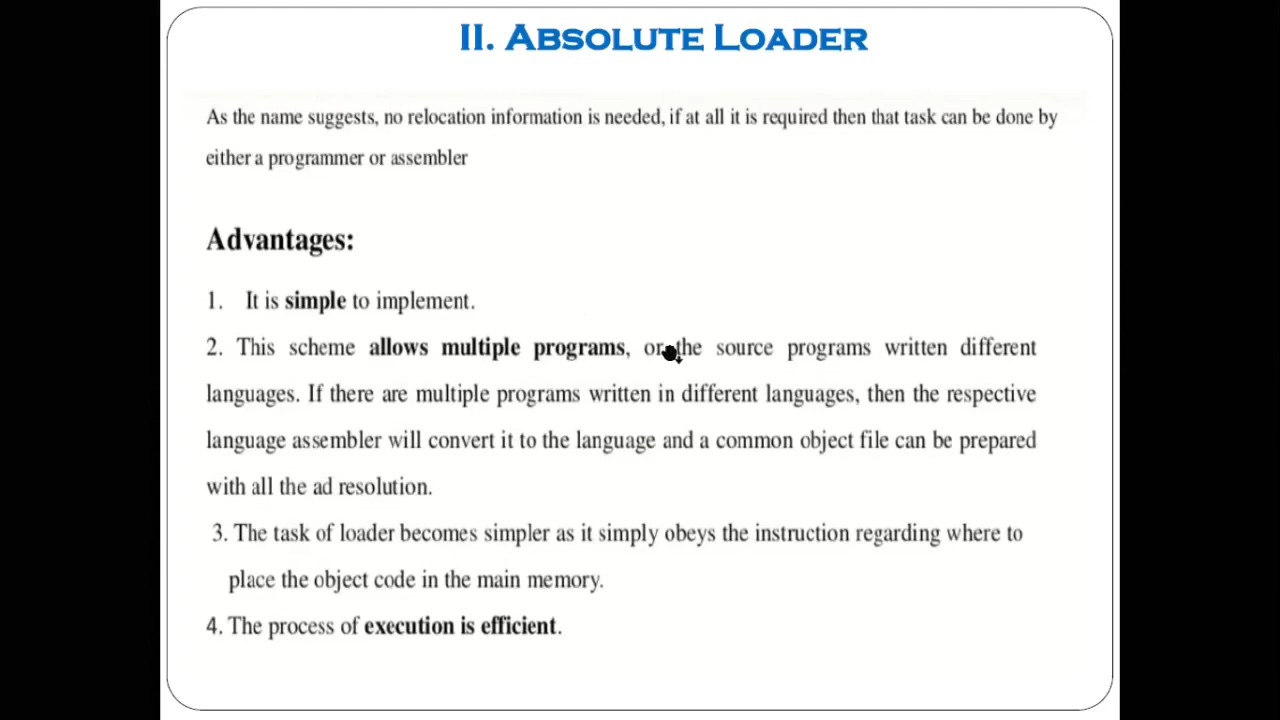 II. ABSOLUTE LOADER
As the name suggests, no relocation information is needed, if at all it is required then that task can be done by
either a programmer or assembler
Advantages:
1. It is simple to implement.
2. This scheme allows multiple programs, or the source programs written different
languages. If there are multiple programs written in different languages, then the respective
language assembler will convert it to the language and a common object file can be prepared
with all the ad resolution.
3. The task of loader becomes simpler as it simply obeys the instruction regarding where to
place the object code in the main memory.
4. The process of execution is efficient.